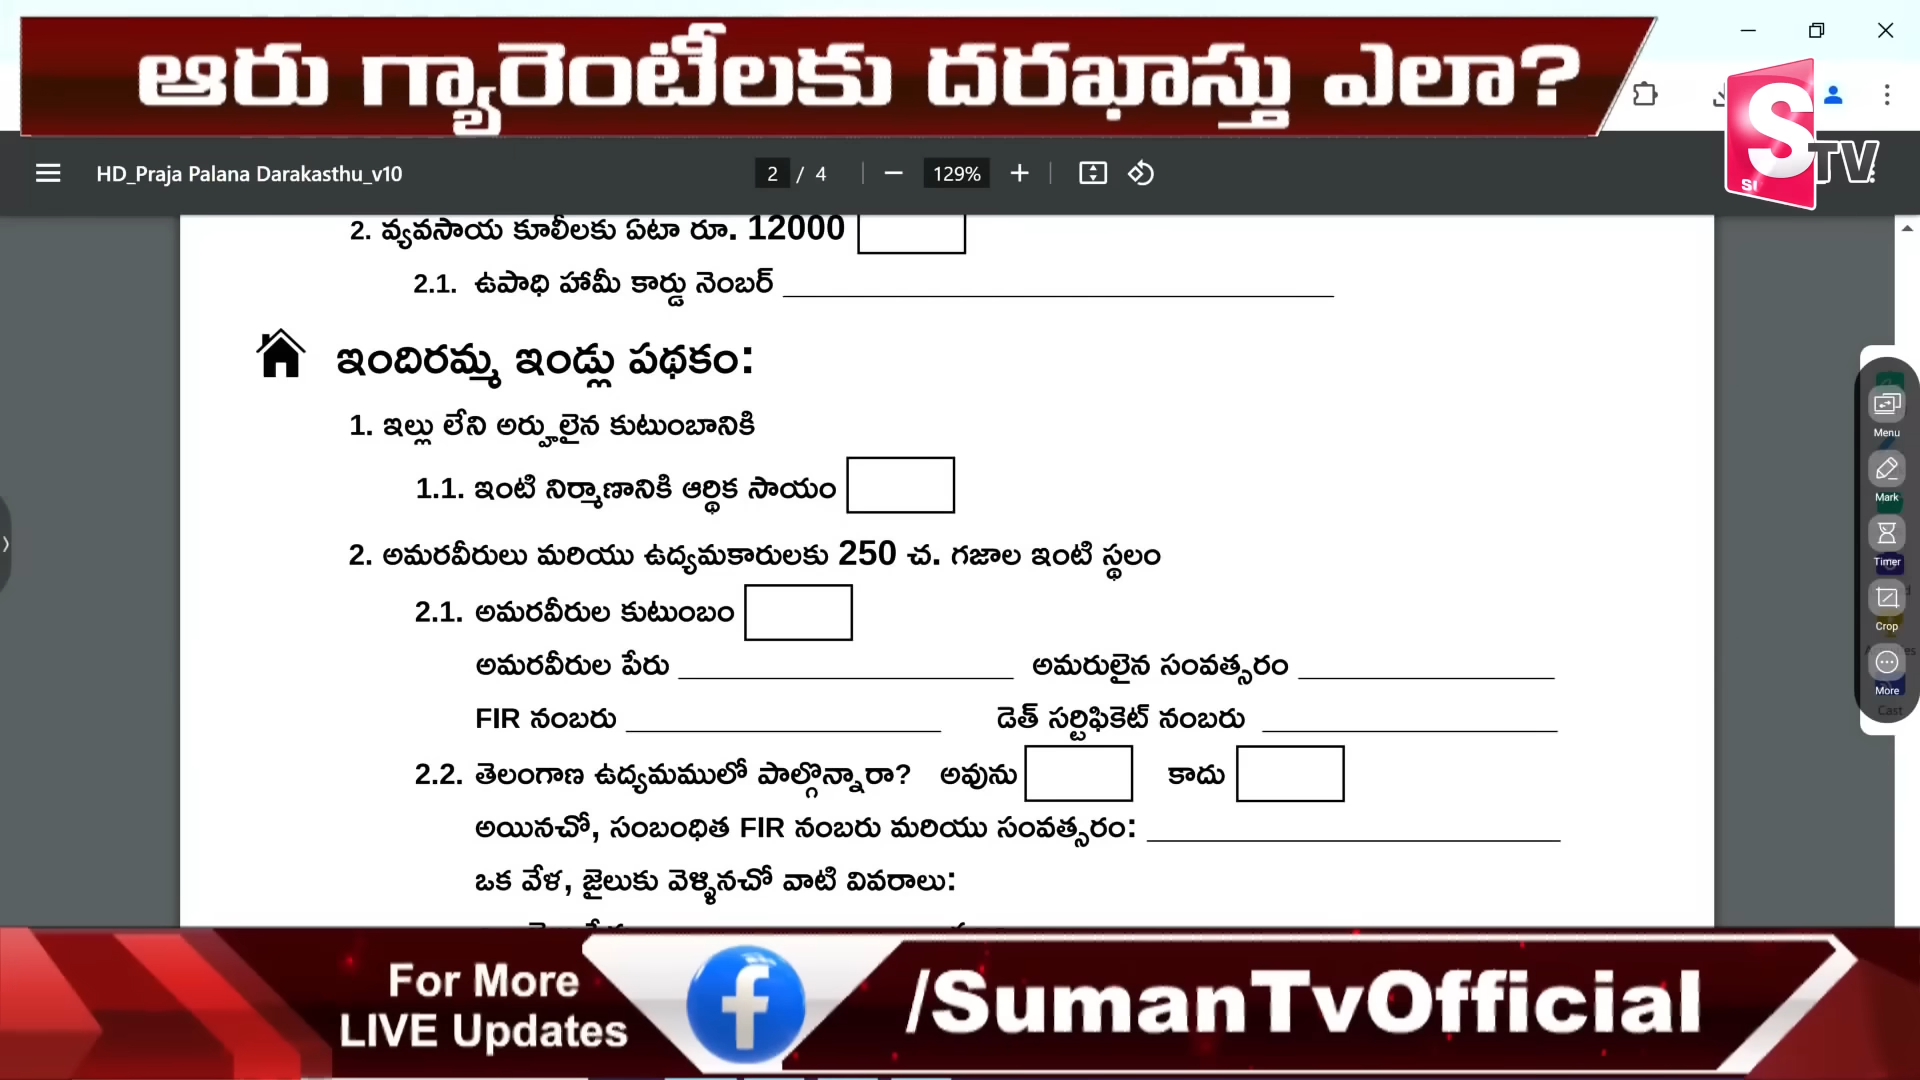 ఆరు గ్యారెంటీలకు దరఖాస్తు ఎలా?
S TV
HD_Praja Palana Darakasthu_v10
2 / 4
129%
2. వ్యవసాయ కూలీలకు ఏటా రూ. 12000
2.1. ఉపాధి హామీ కార్డు నెంబర్
ఇందిరమ్మ ఇండ్లు పథకం:
1. ఇల్లు లేని అర్హులైన కుటుంబానికి
1.1. ఇంటి నిర్మాణానికి ఆర్థిక సాయం
2. అమరవీరులు మరియు ఉద్యమకారులకు 250 చ. గజాల ఇంటి స్థలం
2.1. అమరవీరుల కుటుంబం
అమరవీరుల పేరు అమరులైన సంవత్సరం
FIR నంబరు డెత్ సర్టిఫికెట్ నంబరు
2.2. తెలంగాణ ఉద్యమములో పాల్గొన్నారా? అవును కాదు
అయినచో, సంబంధిత FIR నంబరు మరియు సంవత్సరం:
ఒక వేళ, జైలుకు వెళ్ళినచో వాటి వివరాలు:
Menu
Mark
Timer
Crop
More
Cast
For More
LIVE Updates
/SumanTvOfficial